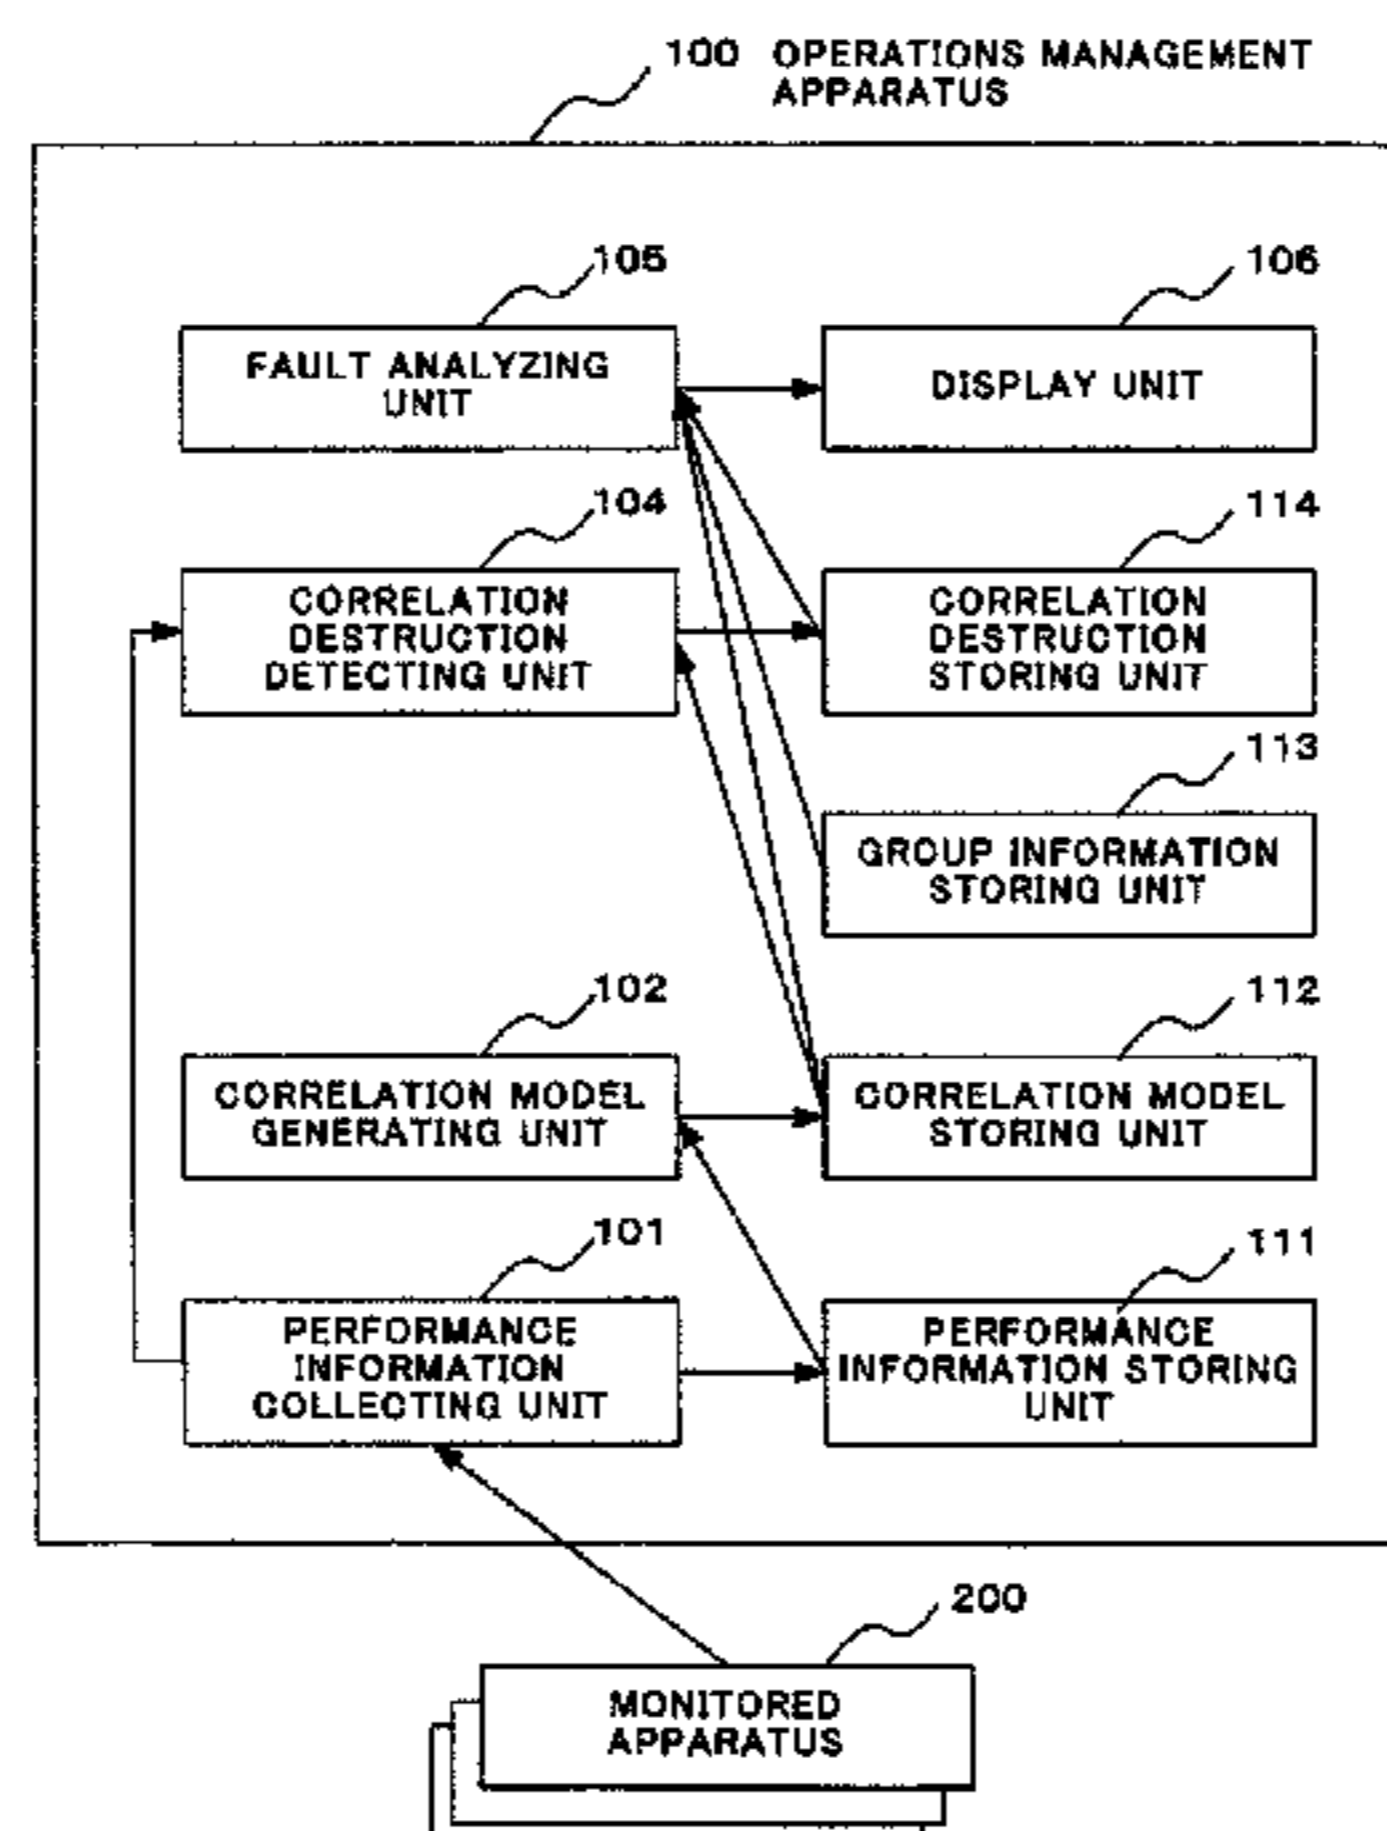 100 OPERATIONS MANAGEMENT
APPARATUS
105
106
FAULT ANALYZING
UNIT
DISPLAY UNIT
104
114
CORRELATION
DESTRUCTION
DETECTING UNIT
CORRELATION
DESTRUCTION
STORING UNIT
113
GROUP INFORMATION
STORING UNIT
102
112
CORRELATION MODEL
GENERATING UNIT
CORRELATION MODEL
STORING UNIT
101
111
PERFORMANCE
INFORMATION
COLLECTING UNIT
PERFORMANCE
INFORMATION STORING
UNIT
200
MONITORED
APPARATUS